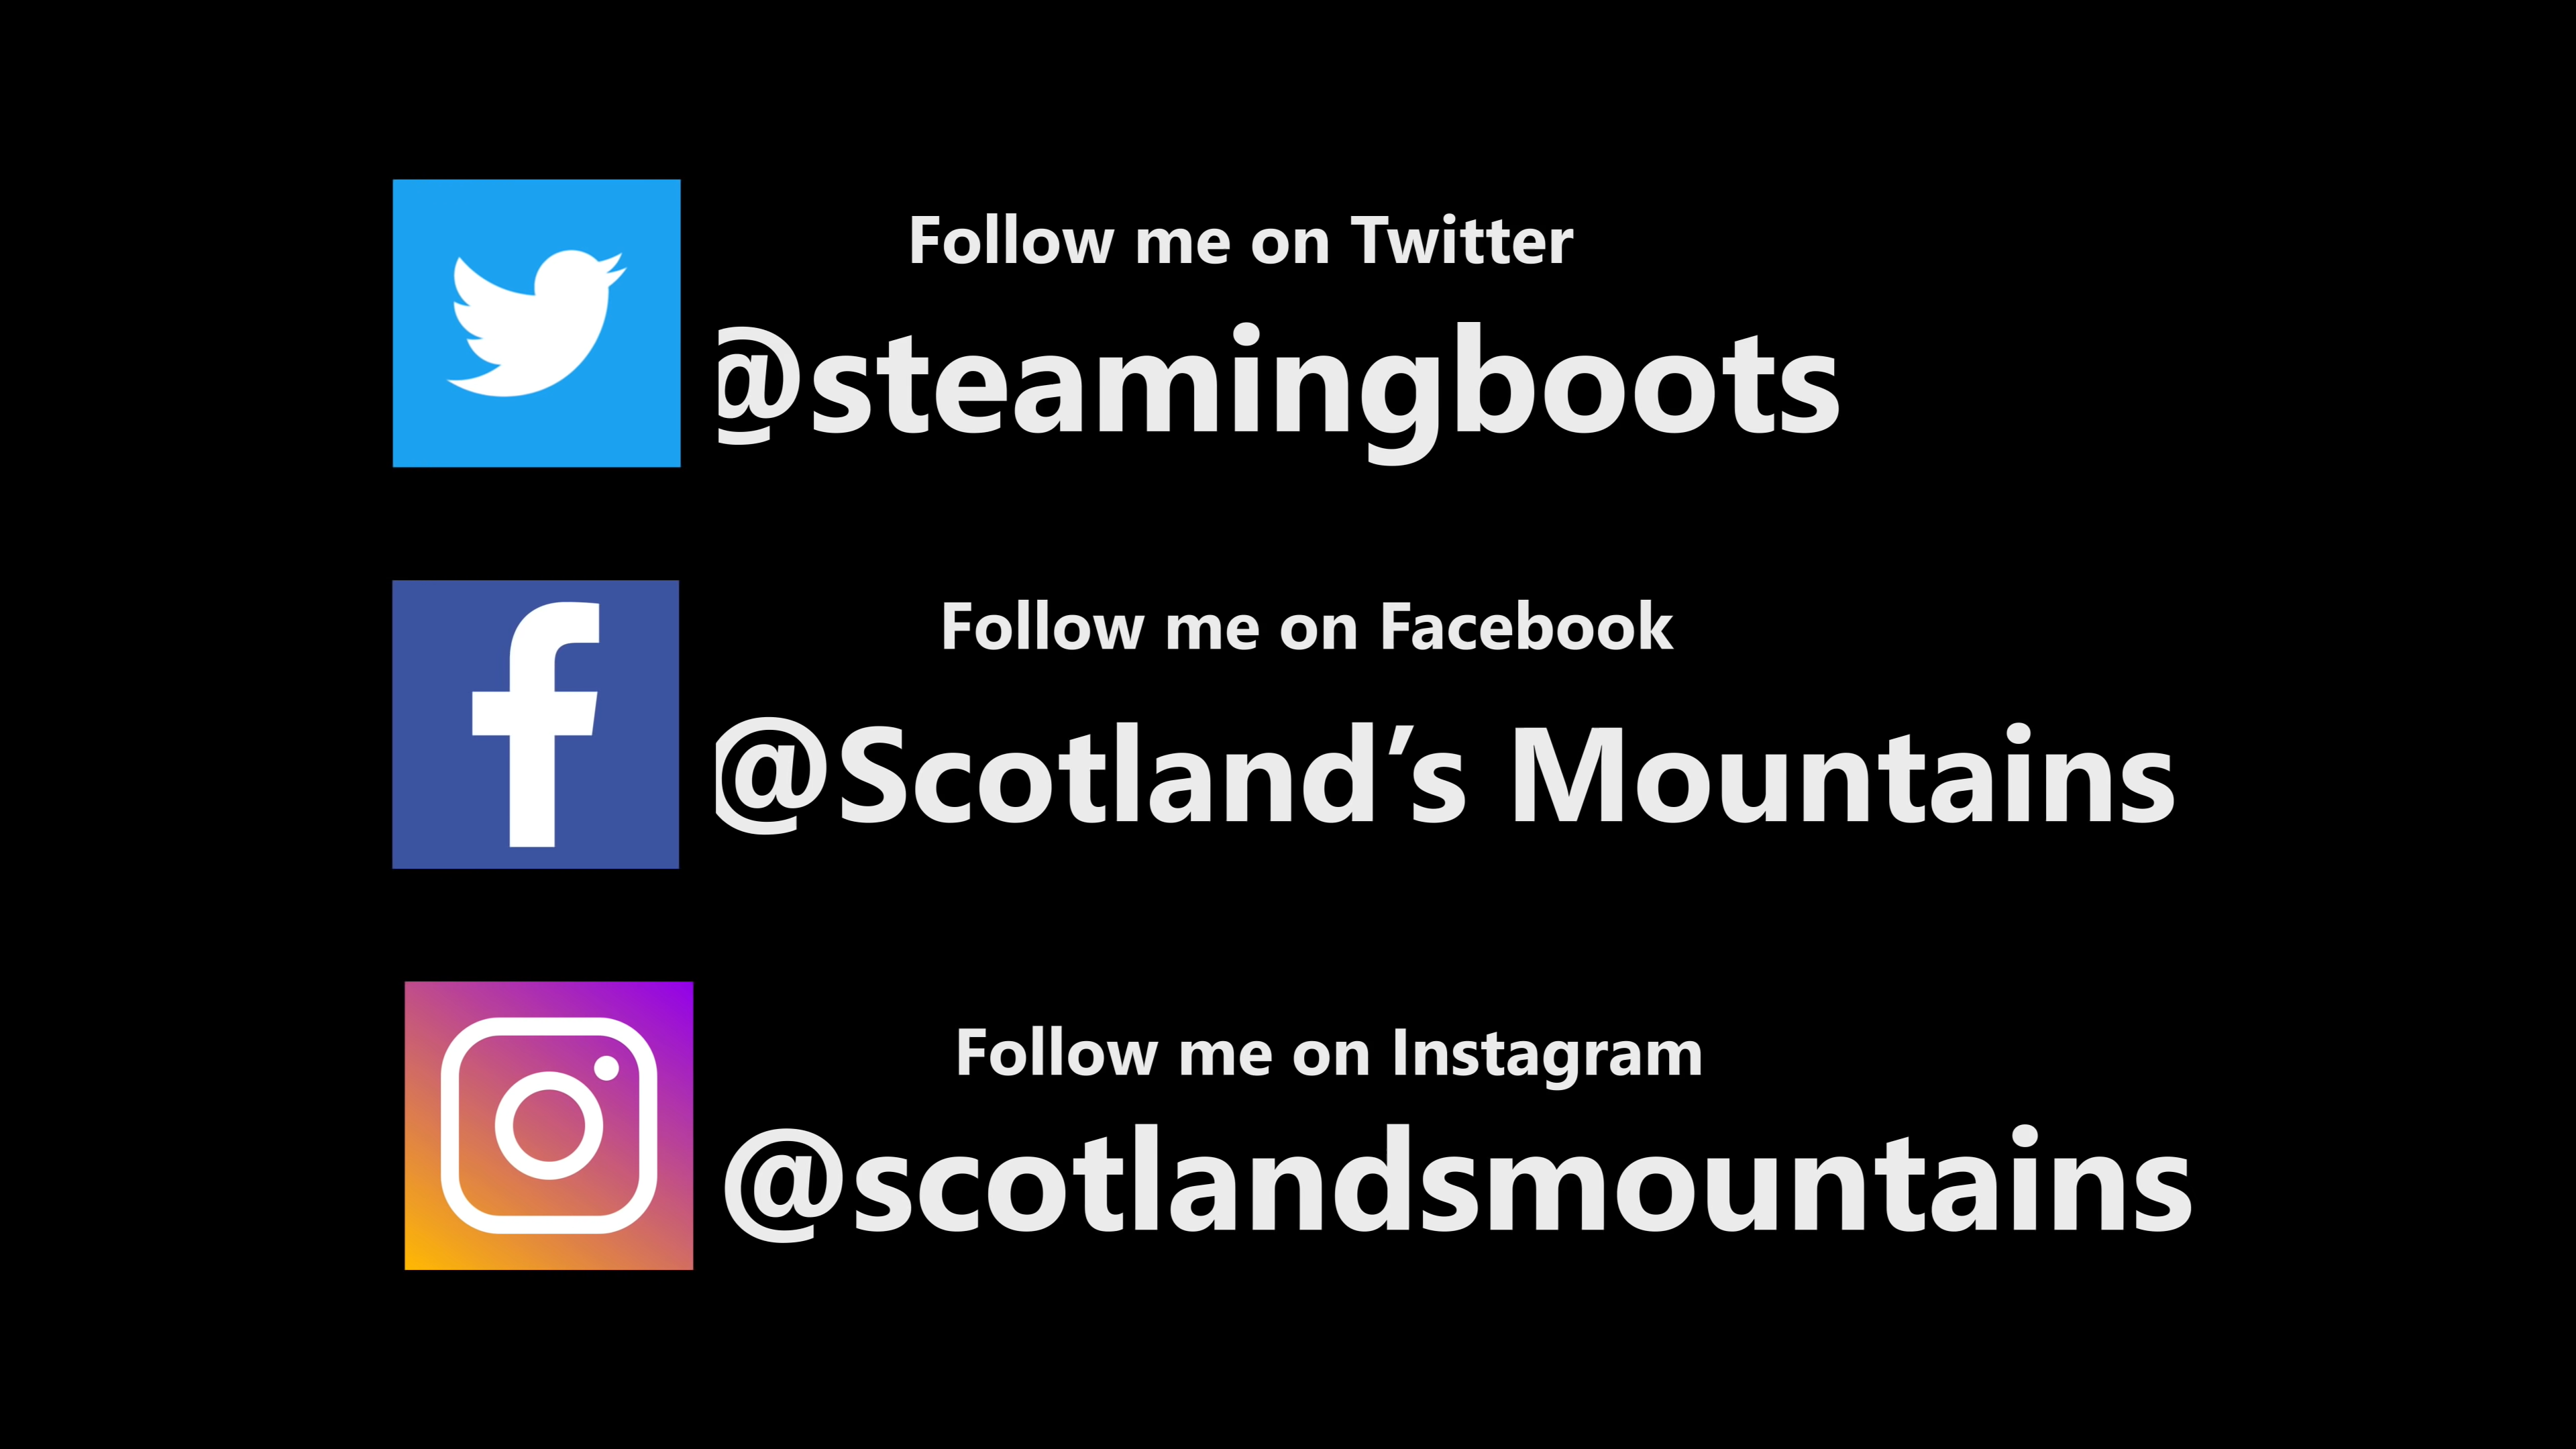 Follow me on Twitter
@steamingboots
Follow me on Facebook
@Scotland’s Mountains
Follow me on Instagram
@scotlandsmountains